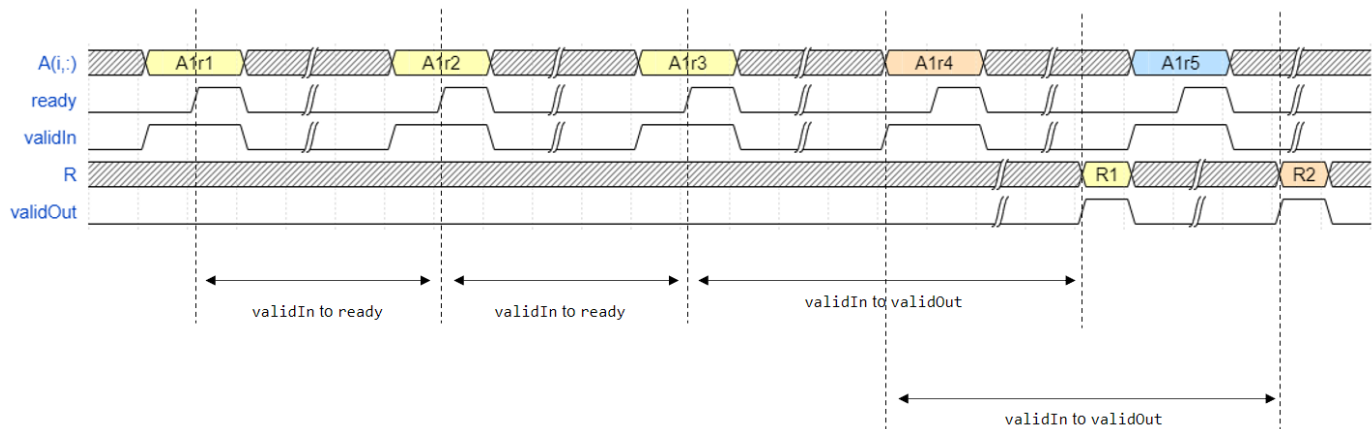 A(i,:) A1r1 A1r2 A1r3 A1r4 A1r5
ready
validIn
R R1 R2
validOut
validIn to ready validIn to ready validIn to validOut
validIn to validOut